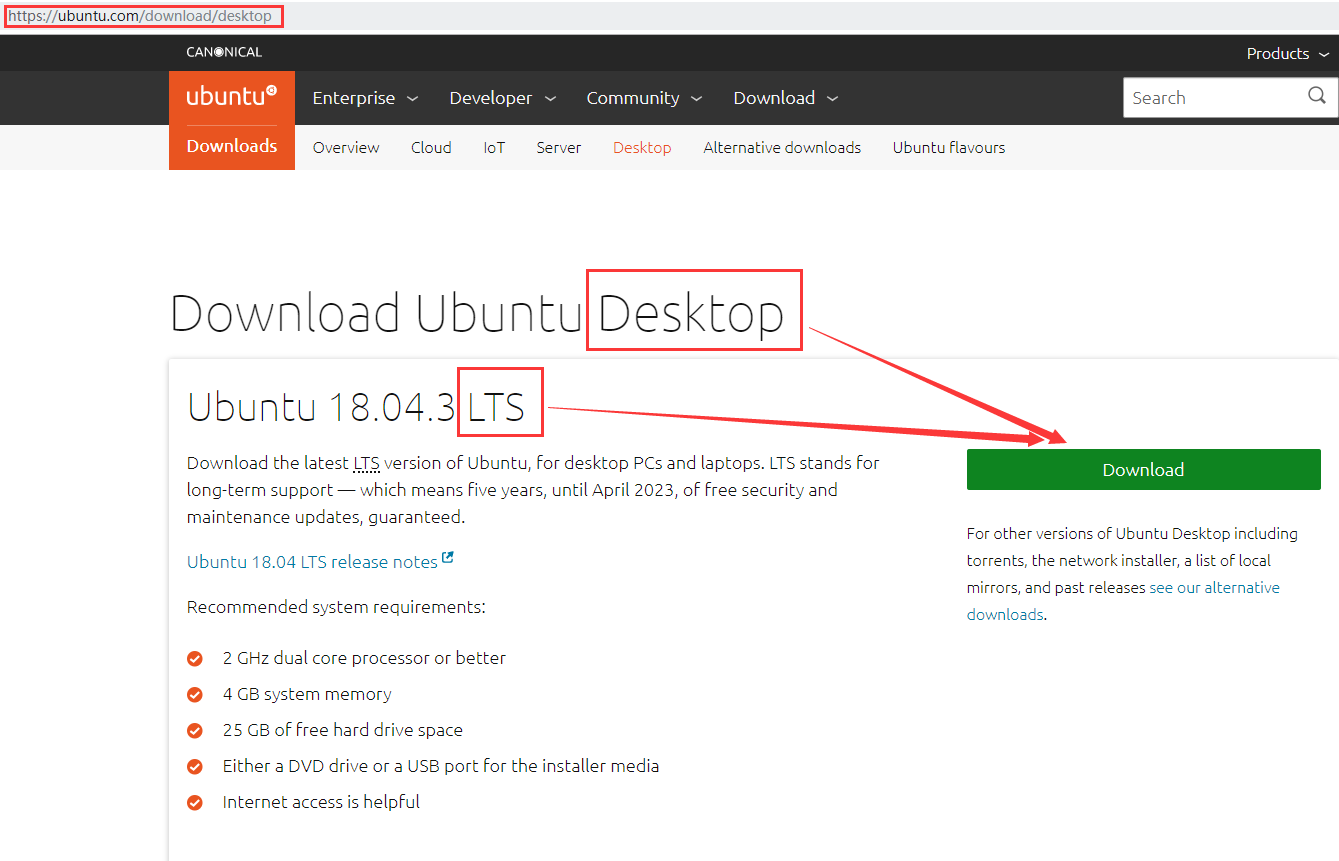 https://ubuntu.com/download/desktop
CANONICAL
Products
ubuntu
Enterprise
Developer
Community
Download
Search
Downloads
Overview
Cloud
IoT
Server
Desktop
Alternative downloads
Ubuntu flavours
Download Ubuntu Desktop
Ubuntu 18.04.3 LTS
Download the latest LTS version of Ubuntu, for desktop PCs and laptops. LTS stands for
long-term support — which means five years, until April 2023, of free security and
maintenance updates, guaranteed.
Ubuntu 18.04 LTS release notes
Recommended system requirements:
2 GHz dual core processor or better
4 GB system memory
25 GB of free hard drive space
Either a DVD drive or a USB port for the installer media
Internet access is helpful
Download
For other versions of Ubuntu Desktop including
torrents, the network installer, a list of local
mirrors, and past releases see our alternative
downloads.